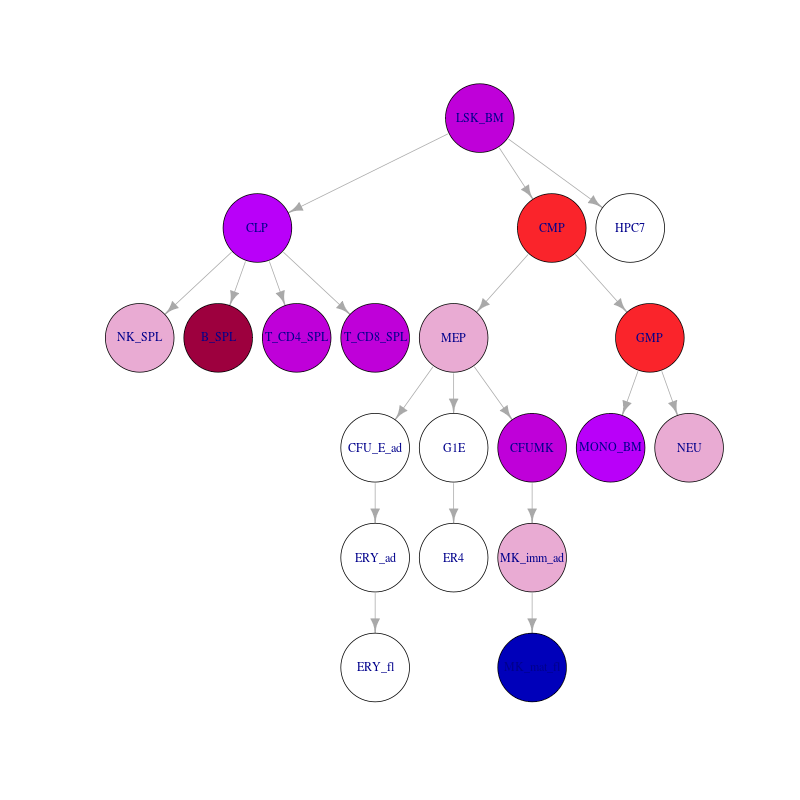 LSK_BM
CLP
CMP
HPC7
NK_SPL
B_SPL
T_CD4_SPL
T_CD8_SPL
MEP
GMP
CFU_E_ad
G1E
CFUMK
MONO_BM
NEU
ERY_ad
ER4
MK_imm_ad
ERY_fl